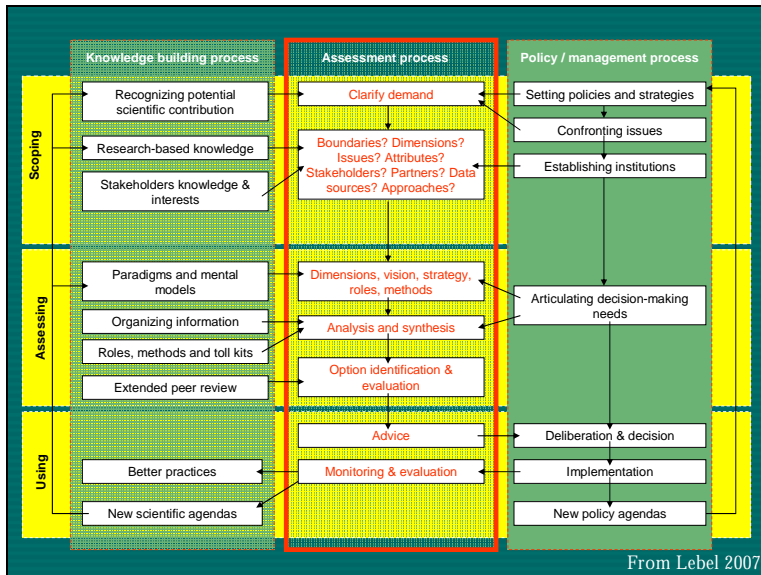 Knowledge building process
Assessment process
Policy / management process
Scoping
Recognizing potential
scientific contribution
Clarify demand
Setting policies and strategies
Confronting issues
Research-based knowledge
Boundaries? Dimensions?
Issues? Attributes?
Stakeholders? Partners? Data
sources? Approaches?
Establishing institutions
Stakeholders knowledge &
interests
Assessing
Paradigms and mental
models
Dimensions, vision, strategy,
roles, methods
Articulating decision-making
needs
Organizing information
Analysis and synthesis
Roles, methods and toll kits
Option identification &
evaluation
Extended peer review
Using
Advice
Deliberation & decision
Better practices
Monitoring & evaluation
Implementation
New scientific agendas
New policy agendas
From Lebel 2007